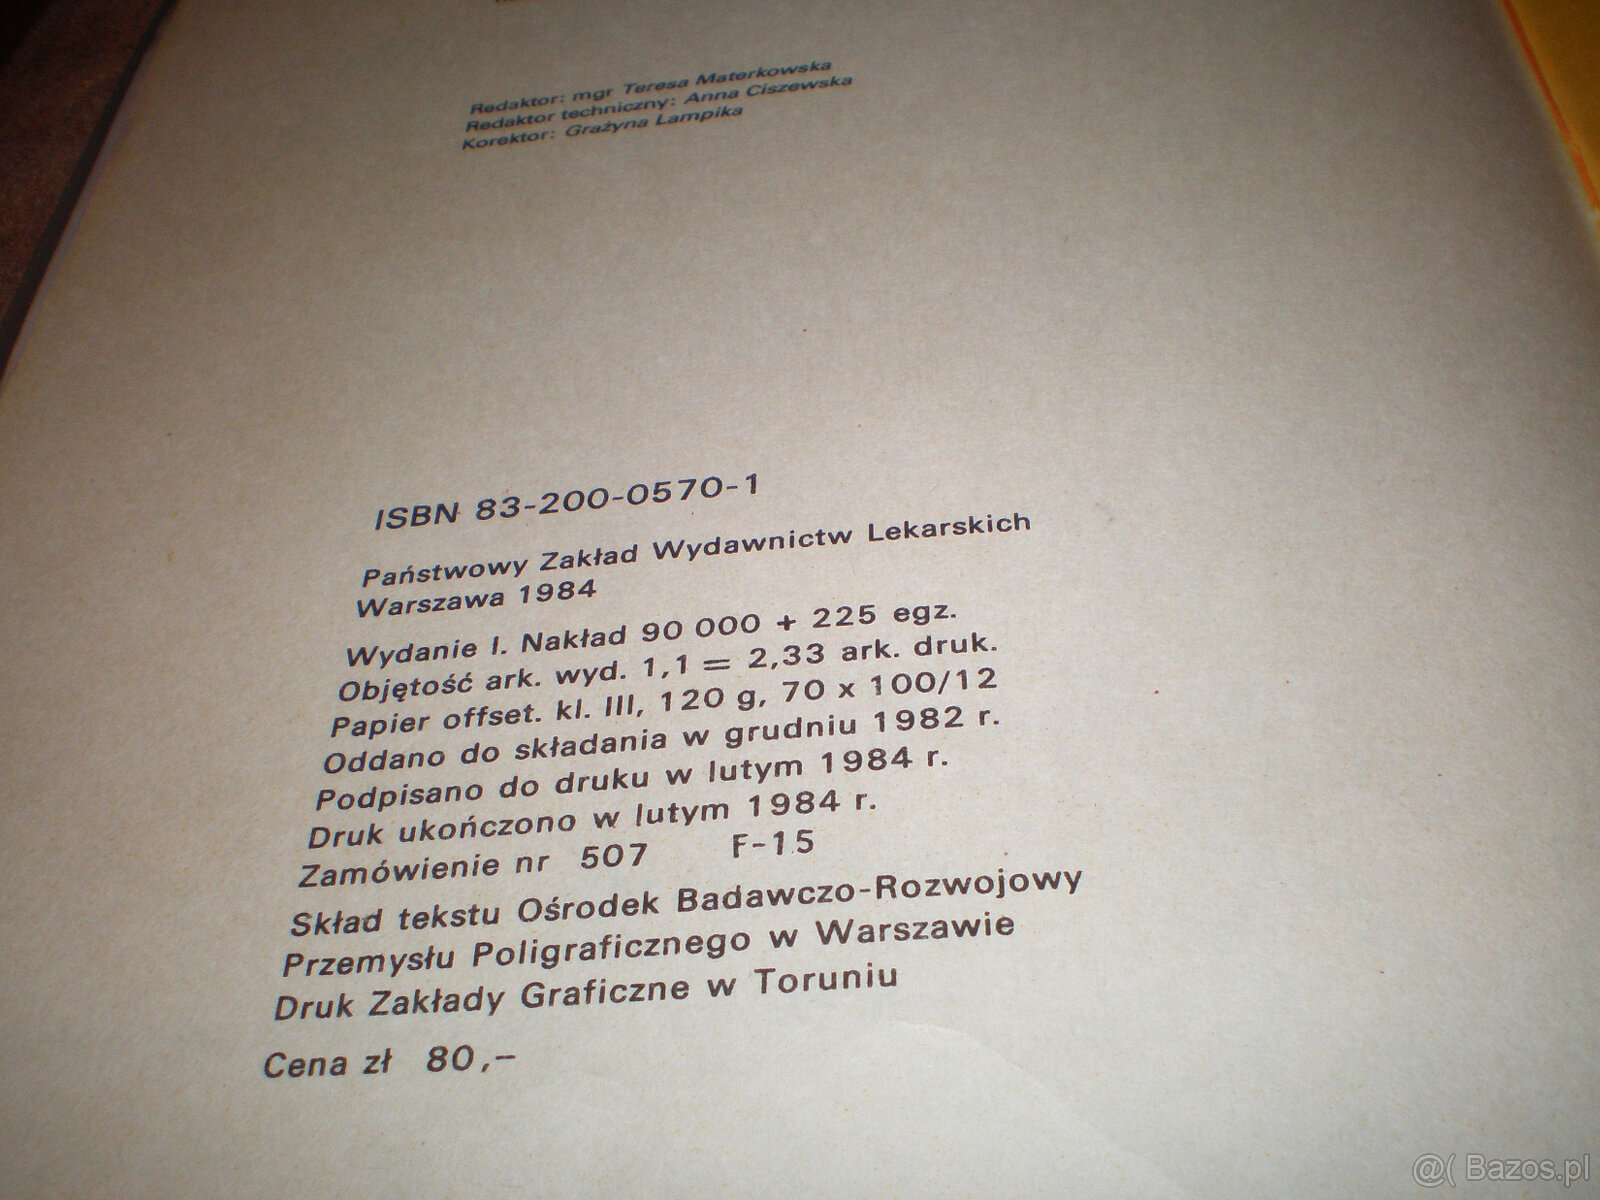 Redaktor: mgr Teresa Materkowska
Redaktor techniczny: Anna Ciszewska
Korektor: Grażyna Lampika
ISBN 83-200-0570-1
Państwowy Zakład Wydawnictw Lekarskich
Warszawa 1984
Wydanie I. Nakład 90 000 + 225 egz.
Objętość ark. wyd. 1,1 = 2,33 ark. druk.
Papier offset. kl. III, 120 g, 70 x 100/12
Oddano do składania w grudniu 1982 r.
Podpisano do druku w lutym 1984 r.
Druk ukończono w lutym 1984 r.
Zamówienie nr 507 F-15
Skład tekstu Ośrodek Badawczo-Rozwojowy
Przemysłu Poligraficznego w Warszawie
Druk Zakłady Graficzne w Toruniu
Cena zł 80,–
@( Bazos.pl